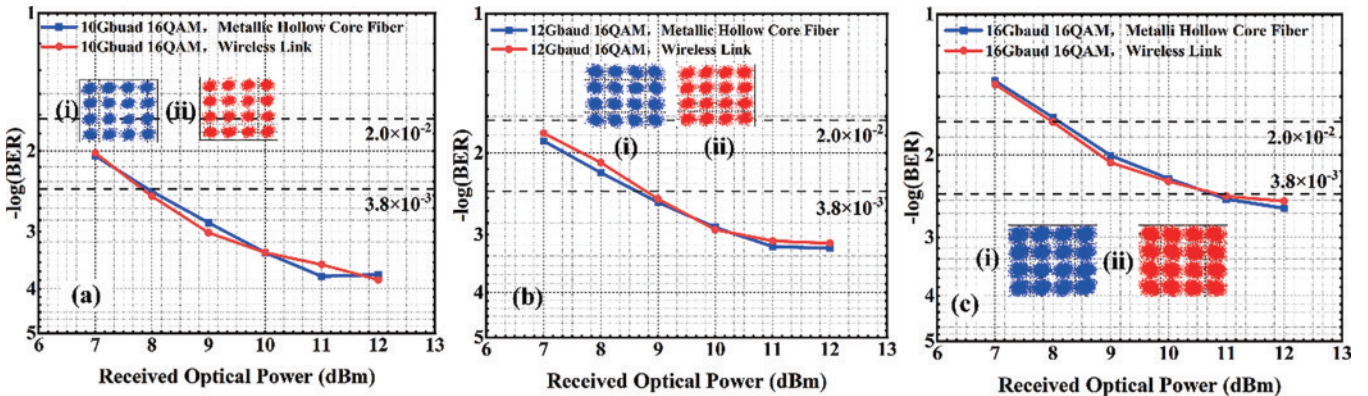 10Gbuad 16QAM，Metallic Hollow Core Fiber
10Gbuad 16QAM，Wireless Link
(i)
(ii)
2.0×10⁻²
3.8×10⁻³
(a)
1
2
3
4
5
-log(BER)
6 7 8 9 10 11 12 13
Received Optical Power (dBm)
12Gbaud 16QAM，Metallic Hollow Core Fiber
12Gbaud 16QAM，Wireless Link
(i)
(ii)
2.0×10⁻²
3.8×10⁻³
(b)
1
2
3
4
5
-log(BER)
6 7 8 9 10 11 12 13
Received Optical Power (dBm)
16Gbaud 16QAM，Metalli Hollow Core Fiber
16Gbaud 16QAM，Wireless Link
2.0×10⁻²
3.8×10⁻³
(i)
(ii)
(c)
1
2
3
4
5
-log(BER)
6 7 8 9 10 11 12 13
Received Optical Power (dBm)